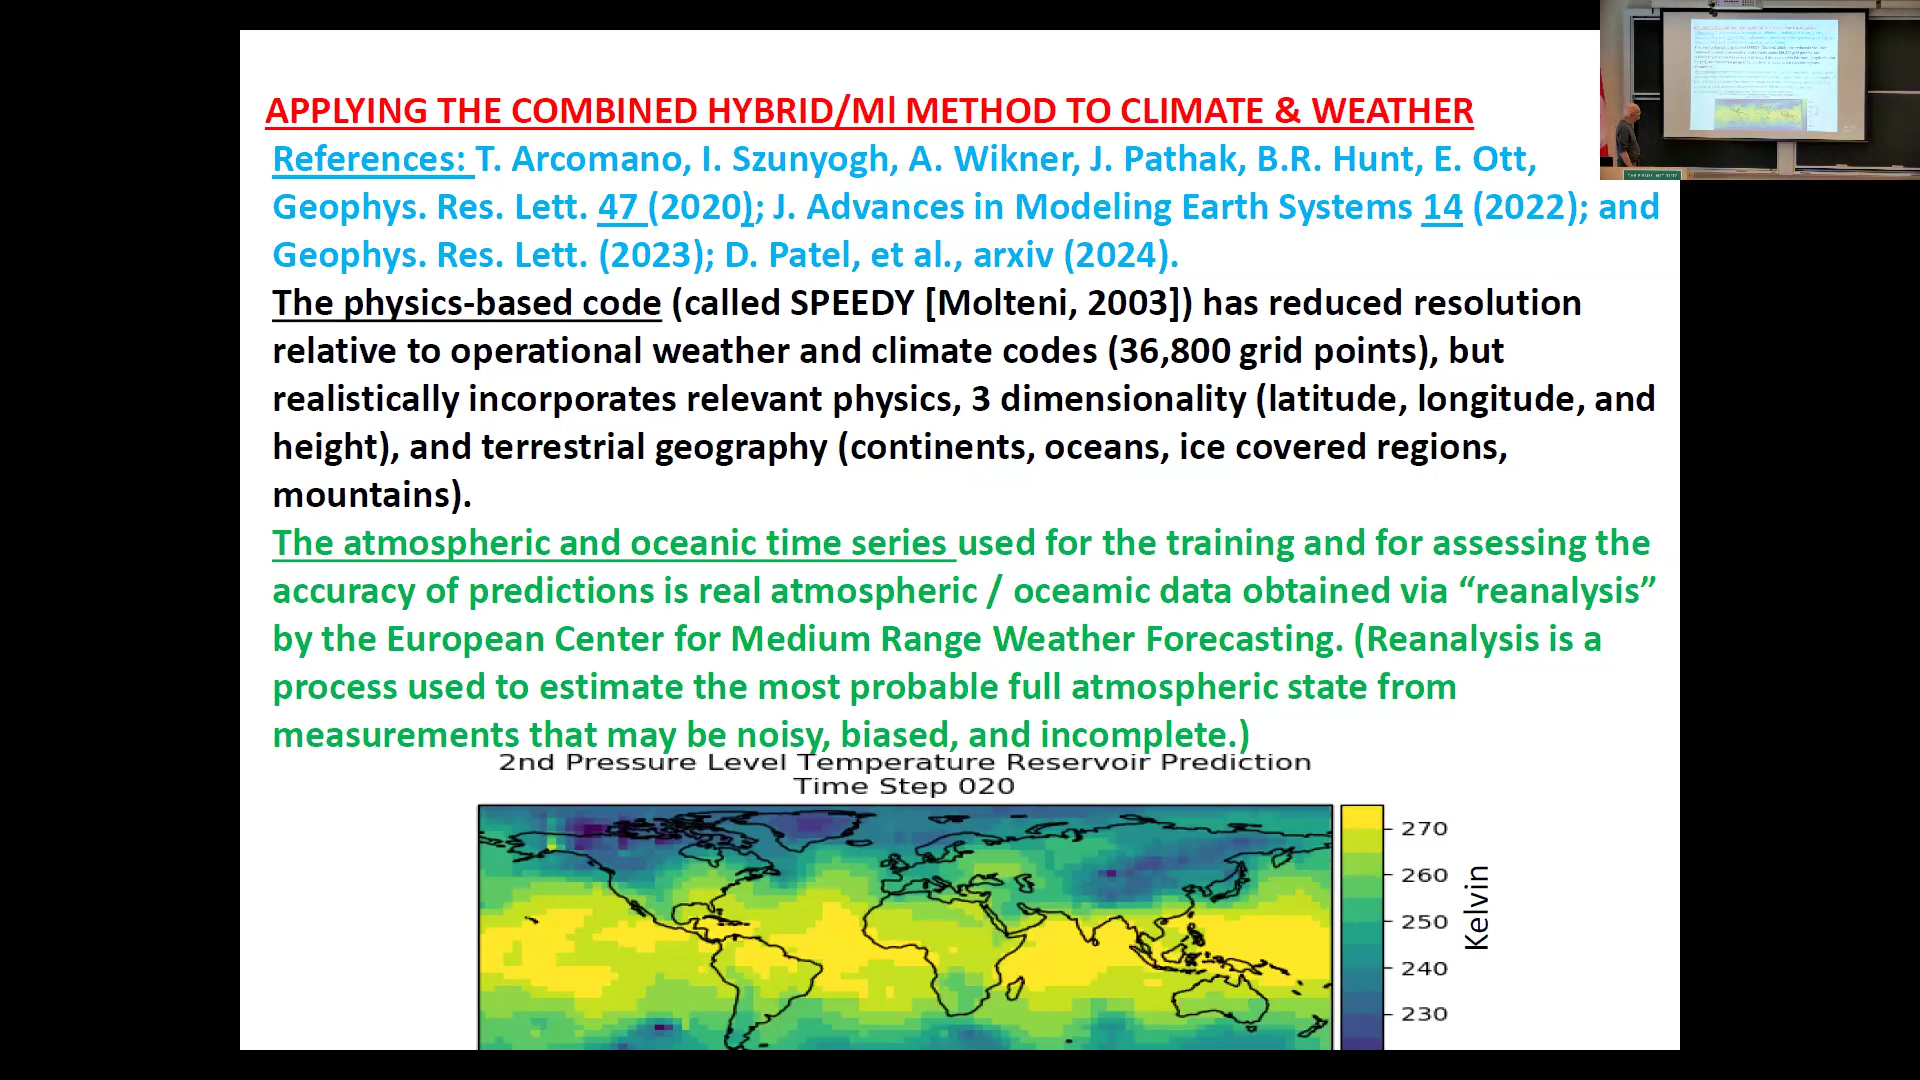 APPLYING THE COMBINED HYBRID/Ml METHOD TO CLIMATE & WEATHER
References: T. Arcomano, I. Szunyogh, A. Wikner, J. Pathak, B.R. Hunt, E. Ott,
Geophys. Res. Lett. 47 (2020); J. Advances in Modeling Earth Systems 14 (2022); and
Geophys. Res. Lett. (2023); D. Patel, et al., arxiv (2024).
The physics-based code (called SPEEDY [Molteni, 2003]) has reduced resolution
relative to operational weather and climate codes (36,800 grid points), but
realistically incorporates relevant physics, 3 dimensionality (latitude, longitude, and
height), and terrestrial geography (continents, oceans, ice covered regions,
mountains).
The atmospheric and oceanic time series used for the training and for assessing the
accuracy of predictions is real atmospheric / oceamic data obtained via “reanalysis”
by the European Center for Medium Range Weather Forecasting. (Reanalysis is a
process used to estimate the most probable full atmospheric state from
measurements that may be noisy, biased, and incomplete.)
2nd Pressure Level Temperature Reservoir Prediction
Time Step 020
270
260
250
240
230
Kelvin